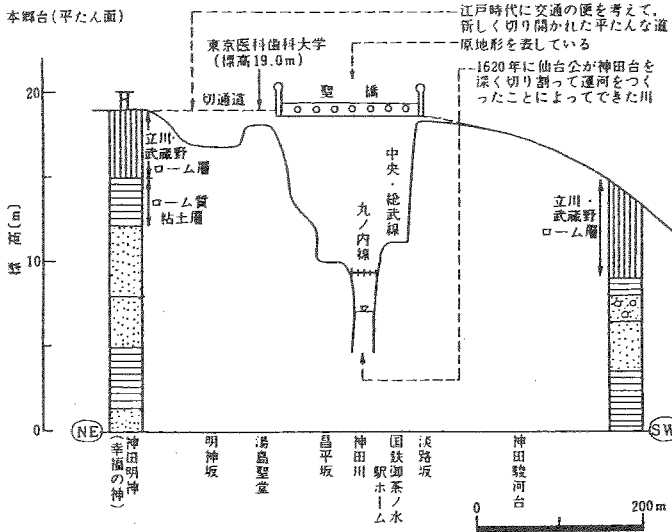 本郷台(平たん面)
江戸時代に交通の便を考えて,
新しく切り開かれた平たんな道
原地形を表している
1620年に仙台公が神田台を
深く切り割って運河をつく
ったことによってできた川
東京医科歯科大学
(標高19.0m)
聖橋
切通道
20
10
0
標高(m)
立川・
武蔵野
ローム層
ローム質
粘土層
中央・総武線
丸ノ内線
立川・
武蔵野
ローム層
NE
SW
神田明神
(幸福の神)
明神坂
湯島聖堂
昌平坂
神田川
国鉄御茶ノ水
駅ホーム
淡路坂
神田駿河台
0
200m